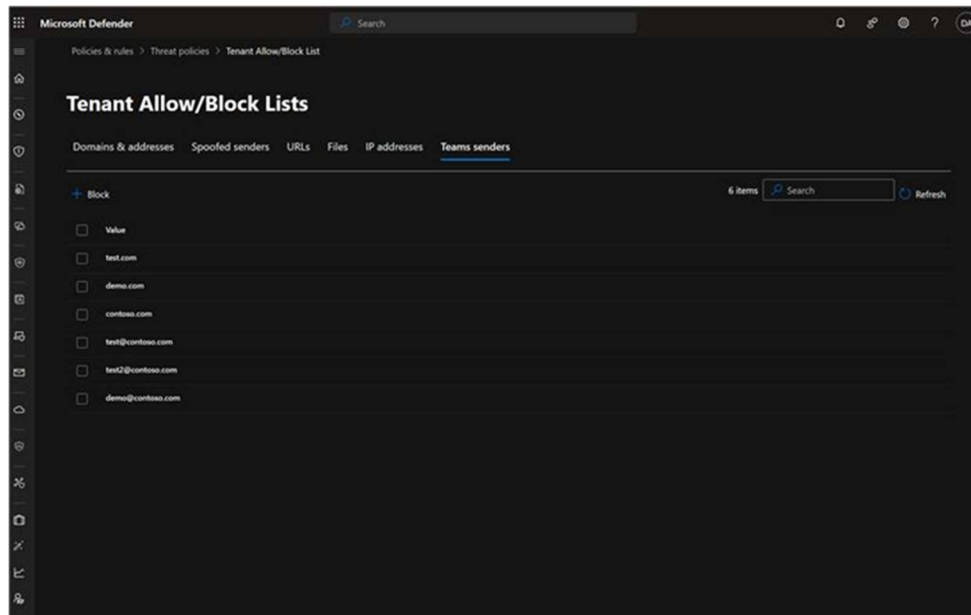 Microsoft Defender
Search
?
DA
Policies & rules > Threat policies > Tenant Allow/Block List
Tenant Allow/Block Lists
Domains & addresses Spoofed senders URLs Files IP addresses Teams senders
+ Block
6 items
Search
Refresh
Value
test.com
demo.com
contoso.com
test@contoso.com
test2@contoso.com
demo@contoso.com